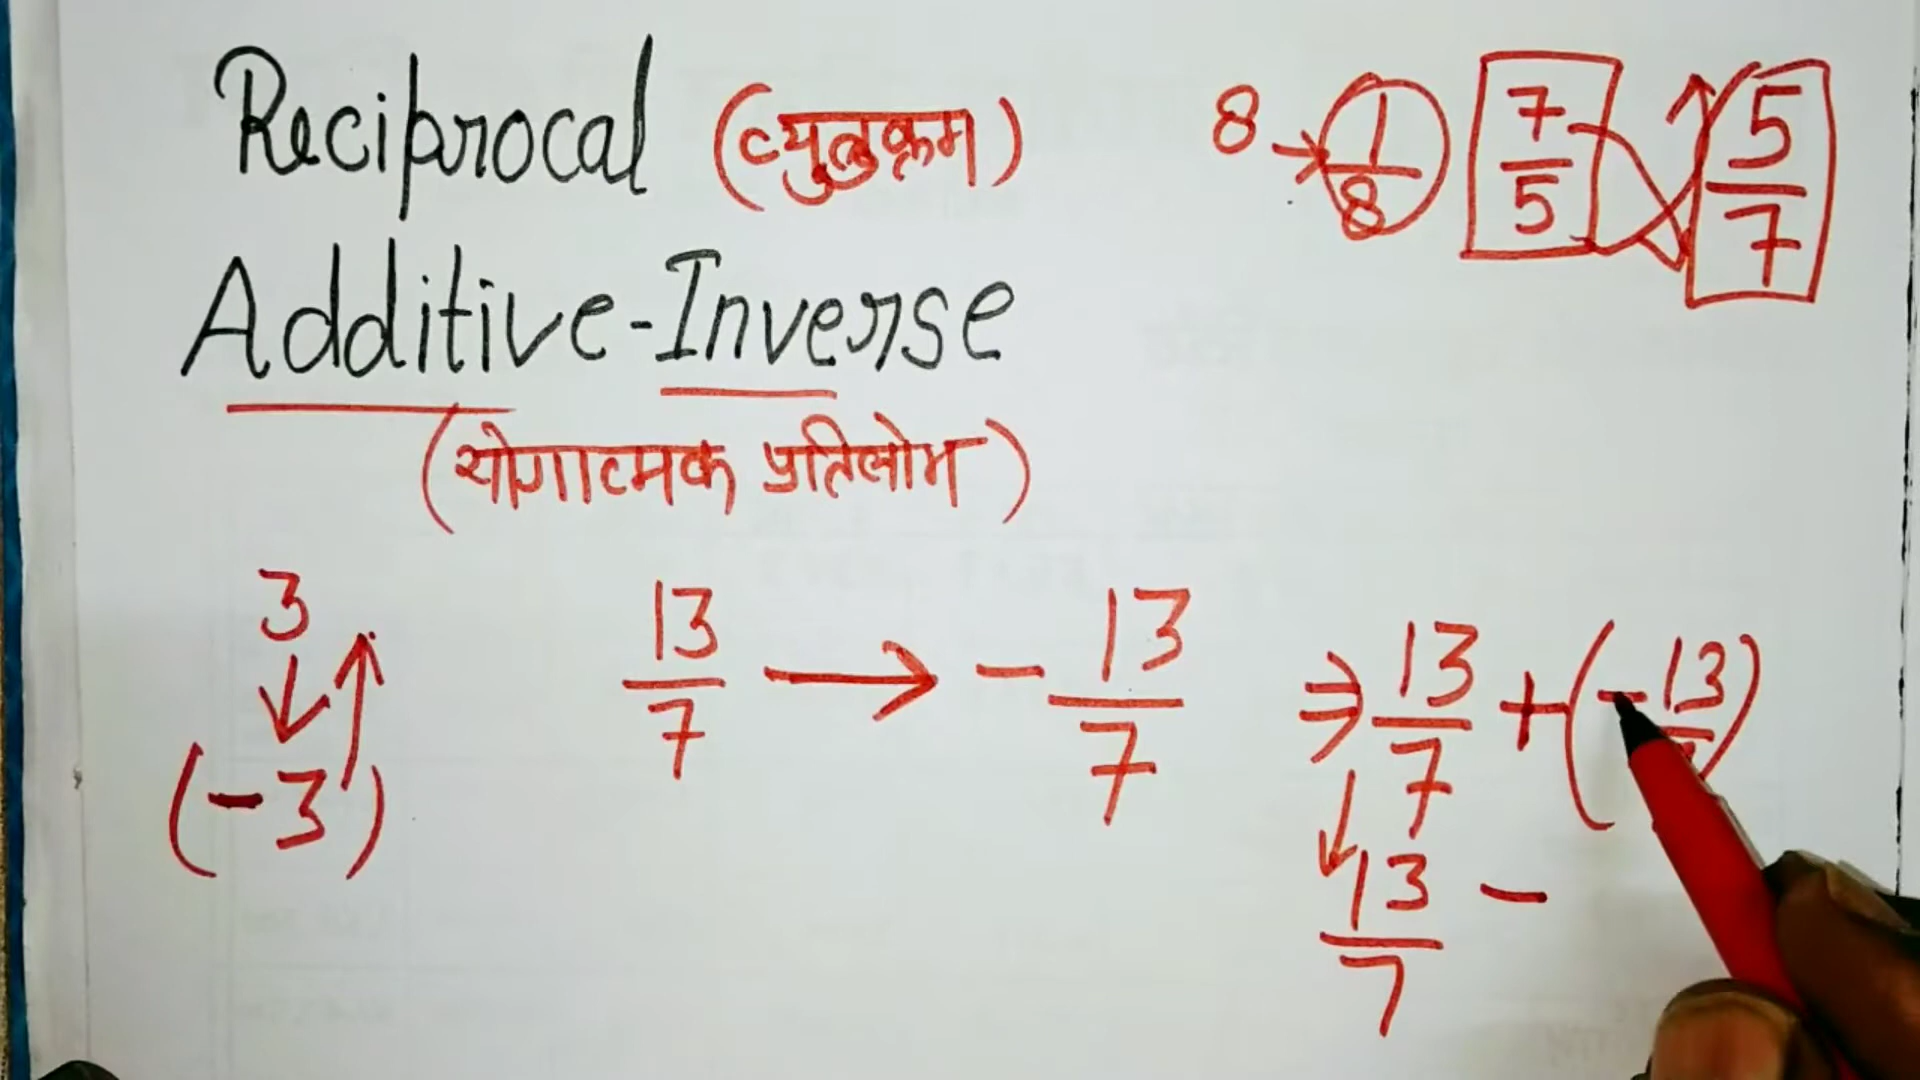 Reciprocal (व्युत्क्रम)
8 → 1/8 7/5 5/7
Additive-Inverse
(योगात्मक प्रतिलोम)
3
(-3)
13/7 → - 13/7
⇒ 13/7 + (- 13
13/7 -